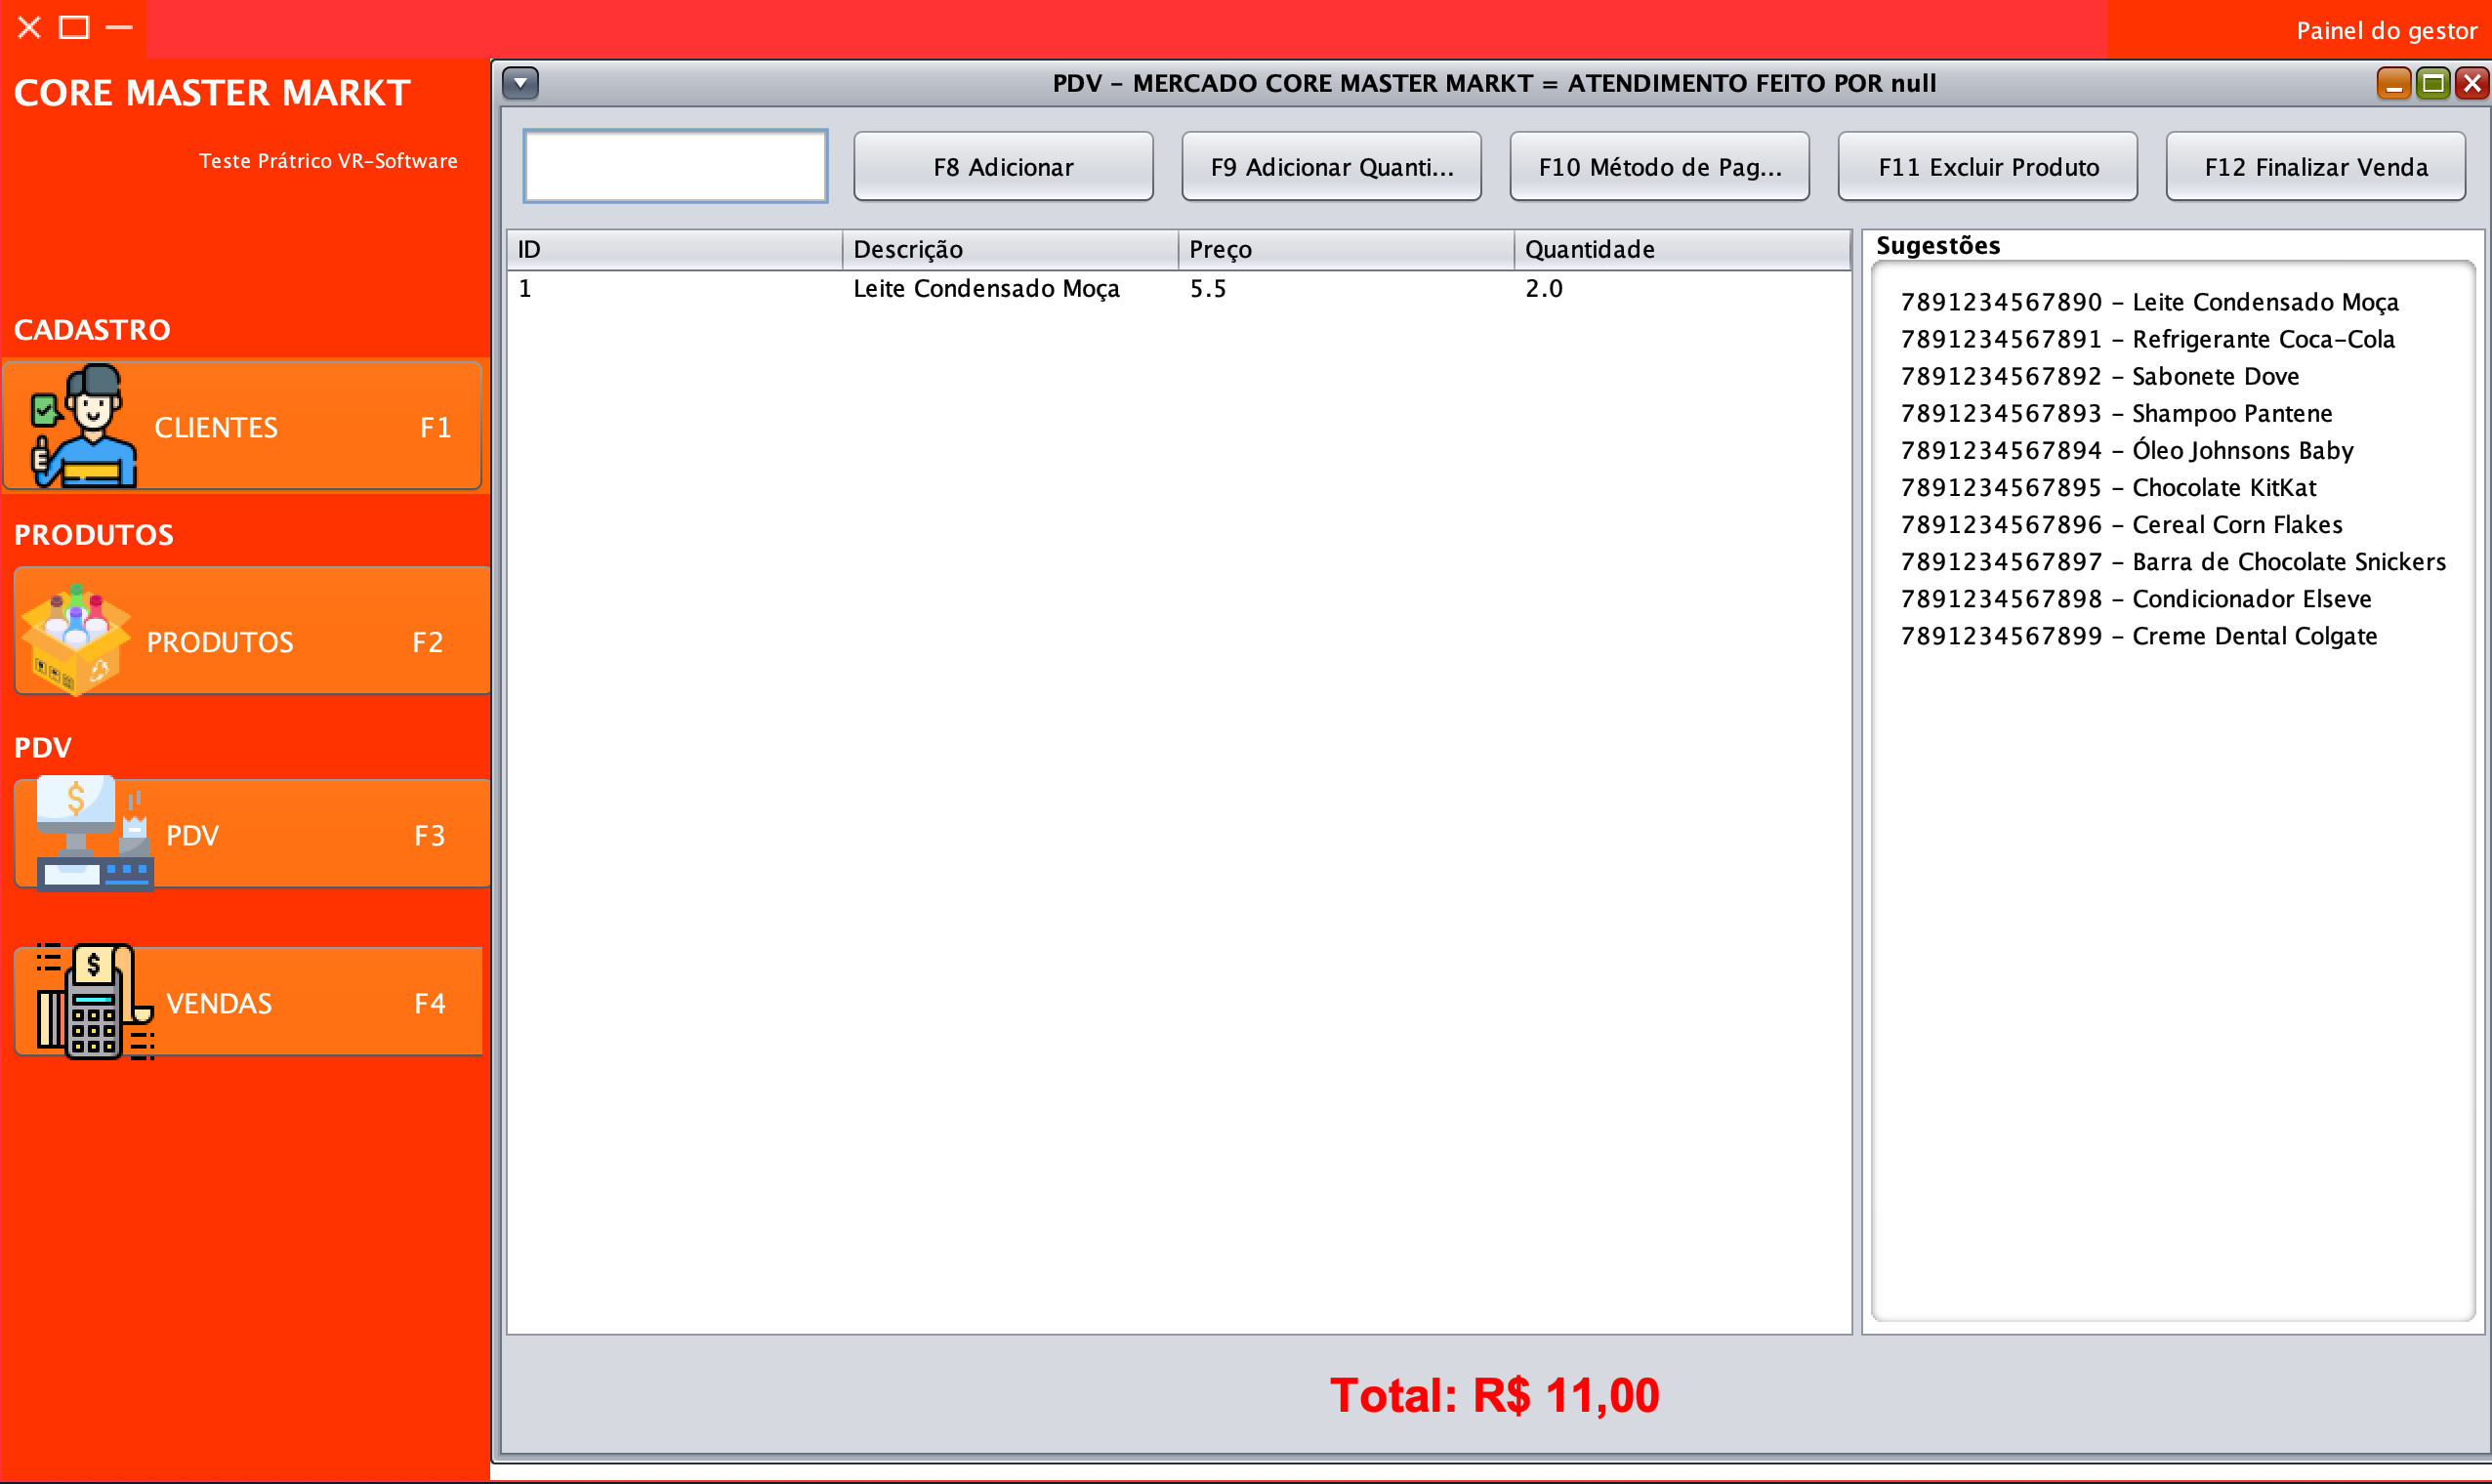 Painel do gestor
CORE MASTER MARKT
Teste Prátrico VR-Software
CADASTRO
CLIENTES F1
PRODUTOS
PRODUTOS F2
PDV
PDV F3
VENDAS F4
PDV - MERCADO CORE MASTER MARKT = ATENDIMENTO FEITO POR null
F8 Adicionar F9 Adicionar Quanti... F10 Método de Pag... F11 Excluir Produto F12 Finalizar Venda
ID Descrição Preço Quantidade
1 Leite Condensado Moça 5.5 2.0
Sugestões
7891234567890 - Leite Condensado Moça
7891234567891 - Refrigerante Coca-Cola
7891234567892 - Sabonete Dove
7891234567893 - Shampoo Pantene
7891234567894 - Óleo Johnsons Baby
7891234567895 - Chocolate KitKat
7891234567896 - Cereal Corn Flakes
7891234567897 - Barra de Chocolate Snickers
7891234567898 - Condicionador Elseve
7891234567899 - Creme Dental Colgate
Total: R$ 11,00